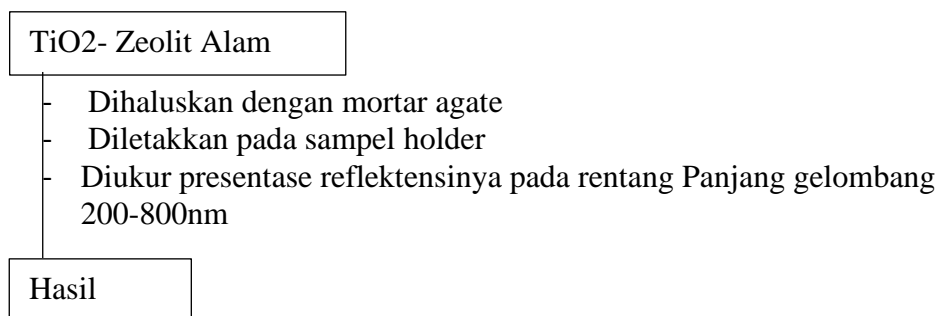 TiO2- Zeolit Alam
- Dihaluskan dengan mortar agate
- Diletakkan pada sampel holder
- Diukur presentase reflektensinya pada rentang Panjang gelombang
200-800nm
Hasil